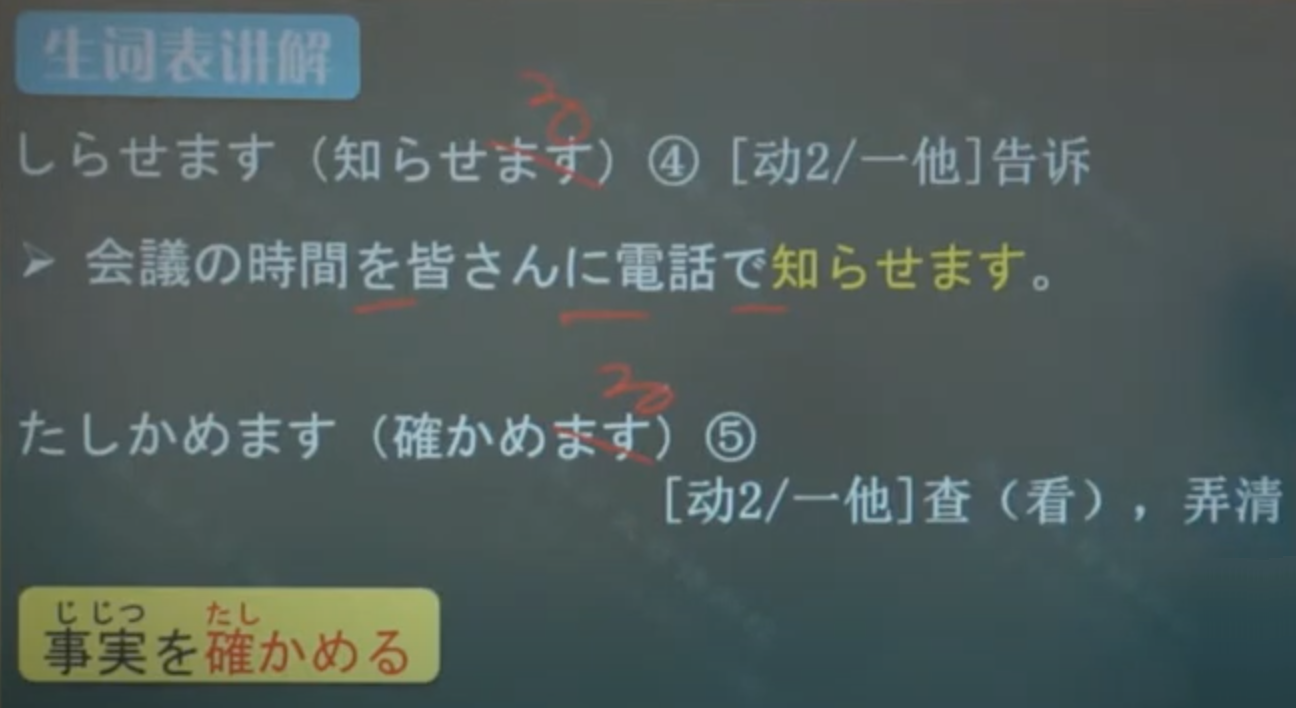 生词表讲解
る
しらせます（知らせます）④［动2/一他］告诉
➢ 会議の時間を皆さんに電話で知らせます。
る
たしかめます（確かめます）⑤
［动2/一他］查（看），弄清
じじつ たし
事実を確かめる